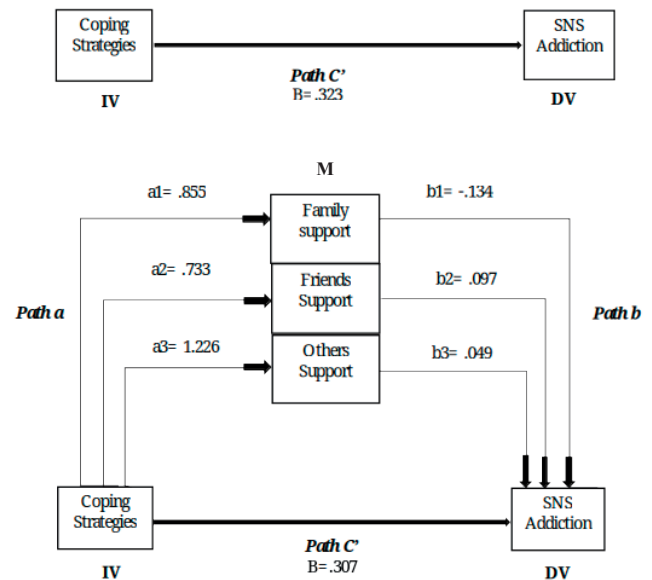 Coping
Strategies
SNS
Addiction
Path C'
B= .323
IV
DV
M
a1= .855
b1= -.134
Family
support
a2= .733
b2= .097
Friends
Support
Path a
Path b
a3= 1.226
b3= .049
Others
Support
Coping
Strategies
SNS
Addiction
Path C'
B= .307
IV
DV